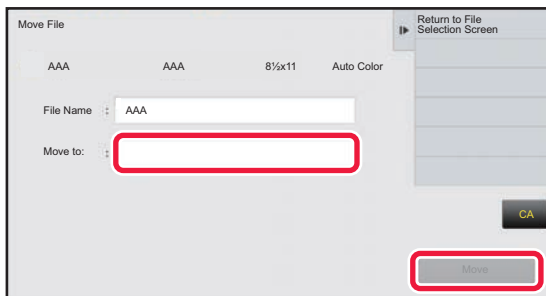 Move File
Return to File
Selection Screen
AAA AAA 8½x11 Auto Color
File Name : AAA
Move to: :
CA
Move